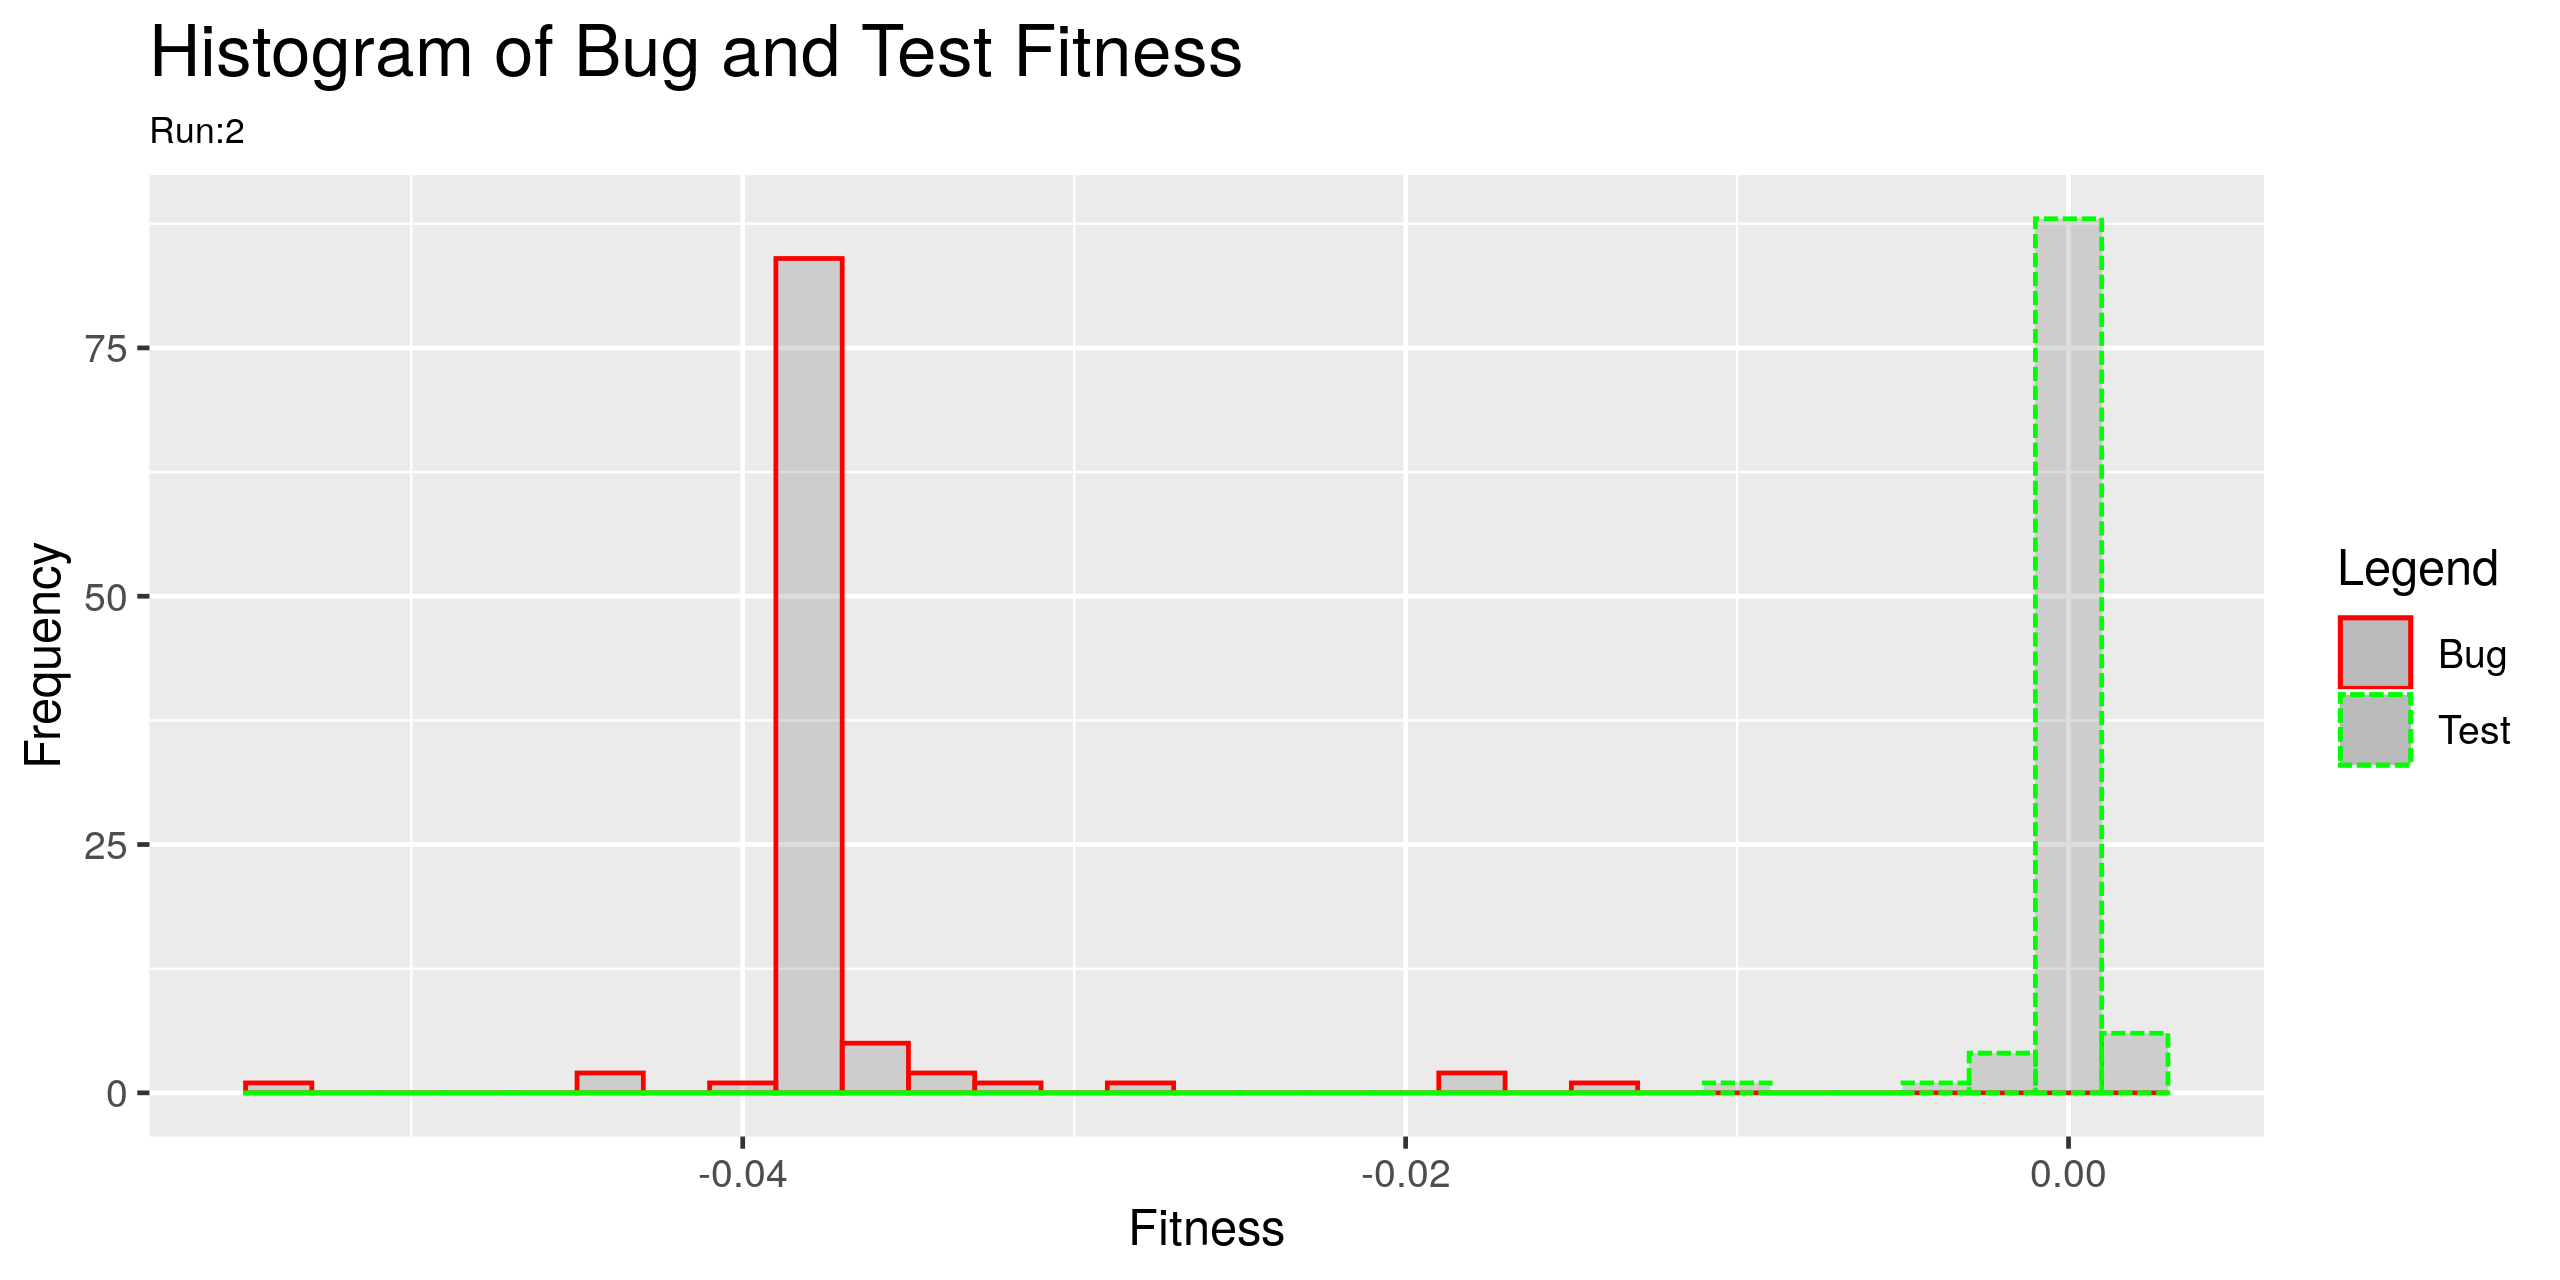 Histogram of Bug and Test Fitness
Run:2
Frequency
75
50
25
0
-0.04
-0.02
0.00
Fitness
Legend
Bug
Test